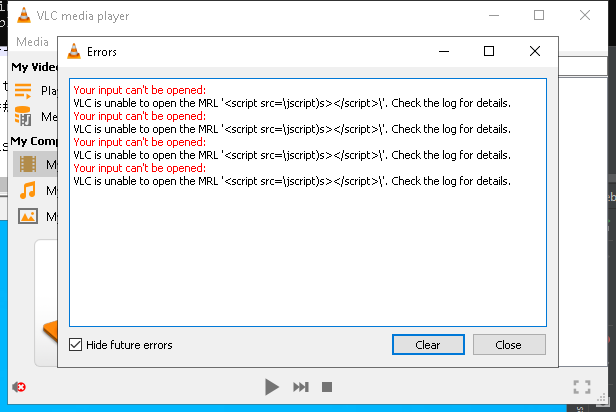 VLC media player
Media
Errors
My Video
Your input can't be opened:
VLC is unable to open the MRL '<script src=\jscript)s></script>\'. Check the log for details.
Your input can't be opened:
VLC is unable to open the MRL '<script src=\jscript)s></script>\'. Check the log for details.
Your input can't be opened:
VLC is unable to open the MRL '<script src=\jscript)s></script>\'. Check the log for details.
Your input can't be opened:
VLC is unable to open the MRL '<script src=\jscript)s></script>\'. Check the log for details.
Play
Me
My Comp
My
My
My
Hide future errors
Clear
Close